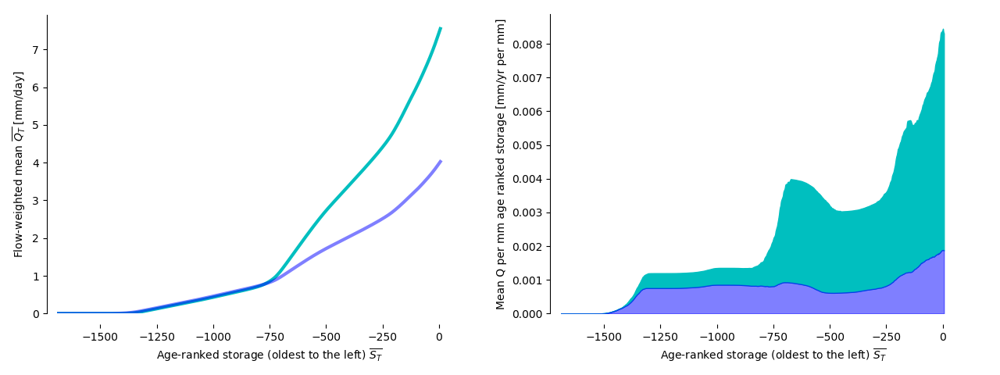 Flow-weighted mean Q_T [mm/day]
7
6
5
4
3
2
1
0
−1500 −1250 −1000 −750 −500 −250 0
Age-ranked storage (oldest to the left) S_T
Mean Q per mm age ranked storage [mm/yr per mm]
0.008
0.007
0.006
0.005
0.004
0.003
0.002
0.001
0.000
−1500 −1250 −1000 −750 −500 −250 0
Age-ranked storage (oldest to the left) S_T